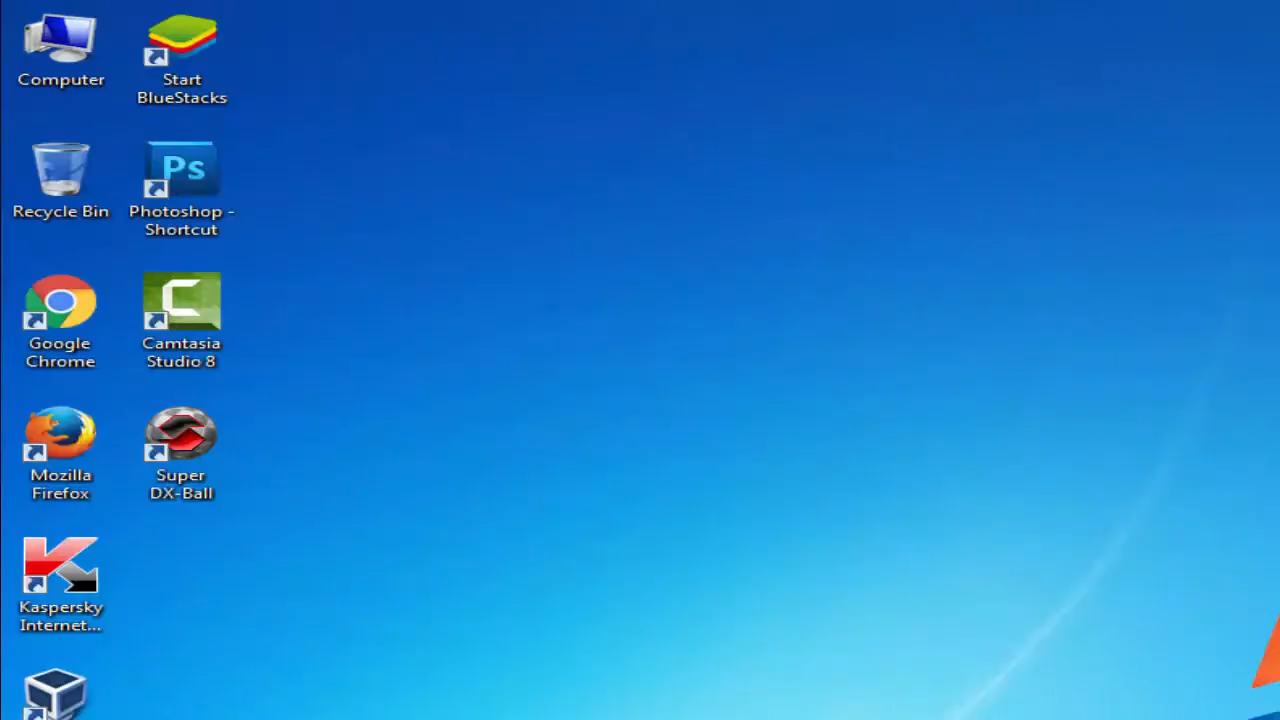 Computer
Start
BlueStacks
Recycle Bin
Ps
Photoshop -
Shortcut
Google
Chrome
Camtasia
Studio 8
Mozilla
Firefox
Super
DX-Ball
Kaspersky
Internet...